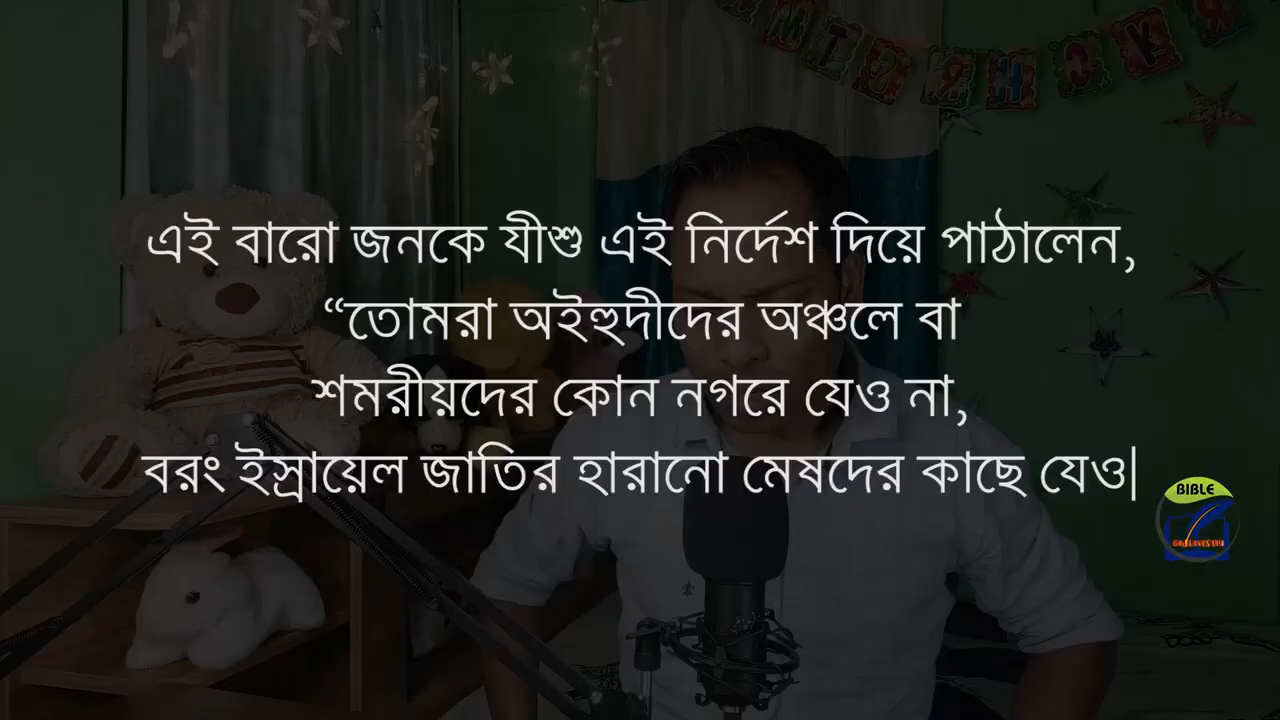 এই বারো জনকে যীশু এই নির্দেশ দিয়ে পাঠালেন,
“তোমরা অইহুদীদের অঞ্চলে বা
শমরীয়দের কোন নগরে যেও না,
বরং ইস্রায়েল জাতির হারানো মেষদের কাছে যেও|
BIBLE